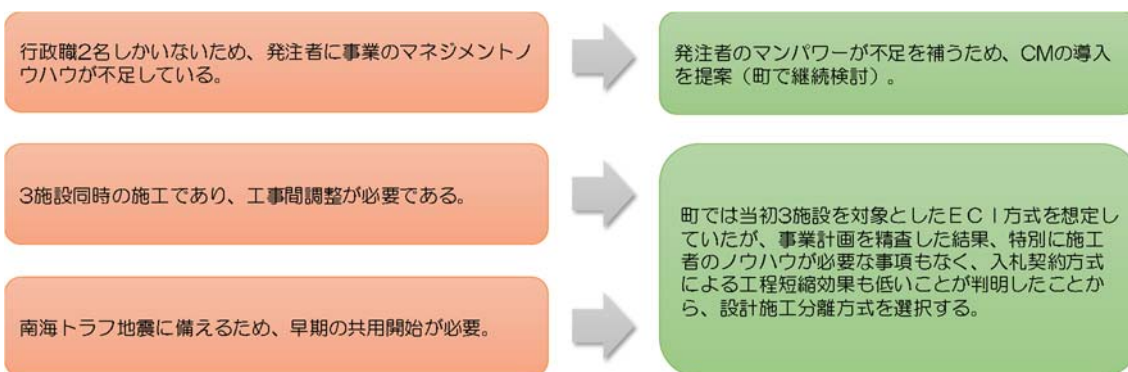 行政職2名しかいないため、発注者に事業のマネジメントノ
ウハウが不足している。
発注者のマンパワーが不足を補うため、CMの導入
を提案（町で継続検討）。
3施設同時の施工であり、工事間調整が必要である。
南海トラフ地震に備えるため、早期の共用開始が必要。
町では当初3施設を対象としたＥＣＩ方式を想定し
ていたが、事業計画を精査した結果、特別に施工
者のノウハウが必要な事項もなく、入札契約方式
による工程短縮効果も低いことが判明したことか
ら、設計施工分離方式を選択する。